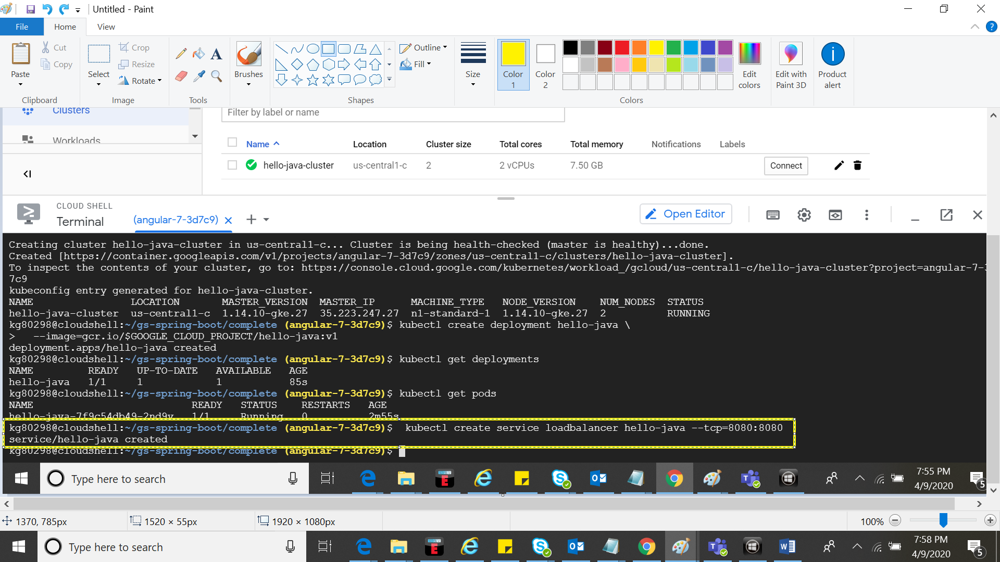 Untitled - Paint
File
Home
View
Paste
Cut
Copy
Clipboard
Select
Crop
Resize
Rotate
Image
A
Tools
Brushes
Outline
Fill
Shapes
Size
Color 1
Color 2
Colors
Edit colors
Edit with Paint 3D
Product alert
Clusters
Workloads
Filter by label or name
Name Location Cluster size Total cores Total memory Notifications Labels
hello-java-cluster us-central1-c 2 2 vCPUs 7.50 GB Connect
CLOUD SHELL
Terminal
(angular-7-3d7c9)
Open Editor
Creating cluster hello-java-cluster in us-central1-c... Cluster is being health-checked (master is healthy)...done.
Created [https://container.googleapis.com/v1/projects/angular-7-3d7c9/zones/us-central1-c/clusters/hello-java-cluster].
To inspect the contents of your cluster, go to: https://console.cloud.google.com/kubernetes/workload_/gcloud/us-central1-c/hello-java-cluster?project=angular-7-3
7c9
kubeconfig entry generated for hello-java-cluster.
NAME LOCATION MASTER_VERSION MASTER_IP MACHINE_TYPE NODE_VERSION NUM_NODES STATUS
hello-java-cluster us-central1-c 1.14.10-gke.27 35.223.247.27 n1-standard-1 1.14.10-gke.27 2 RUNNING
kg80298@cloudshell:~/gs-spring-boot/complete (angular-7-3d7c9)$ kubectl create deployment hello-java \
> --image=gcr.io/$GOOGLE_CLOUD_PROJECT/hello-java:v1
deployment.apps/hello-java created
kg80298@cloudshell:~/gs-spring-boot/complete (angular-7-3d7c9)$ kubectl get deployments
NAME READY UP-TO-DATE AVAILABLE AGE
hello-java 1/1 1 1 85s
kg80298@cloudshell:~/gs-spring-boot/complete (angular-7-3d7c9)$ kubectl get pods
NAME READY STATUS RESTARTS AGE
hello-java-7f9c54db49-2nd9v 1/1 Running 0 2m55s
kg80298@cloudshell:~/gs-spring-boot/complete (angular-7-3d7c9)$ kubectl create service loadbalancer hello-java --tcp=8080:8080
service/hello-java created
kg80298@cloudshell:~/gs-spring-boot/complete (angular-7-3d7c9)$
Type here to search
7:55 PM
4/9/2020
5
1370, 785px
1520 × 55px
1920 × 1080px
100%
Type here to search
7:58 PM
4/9/2020
5